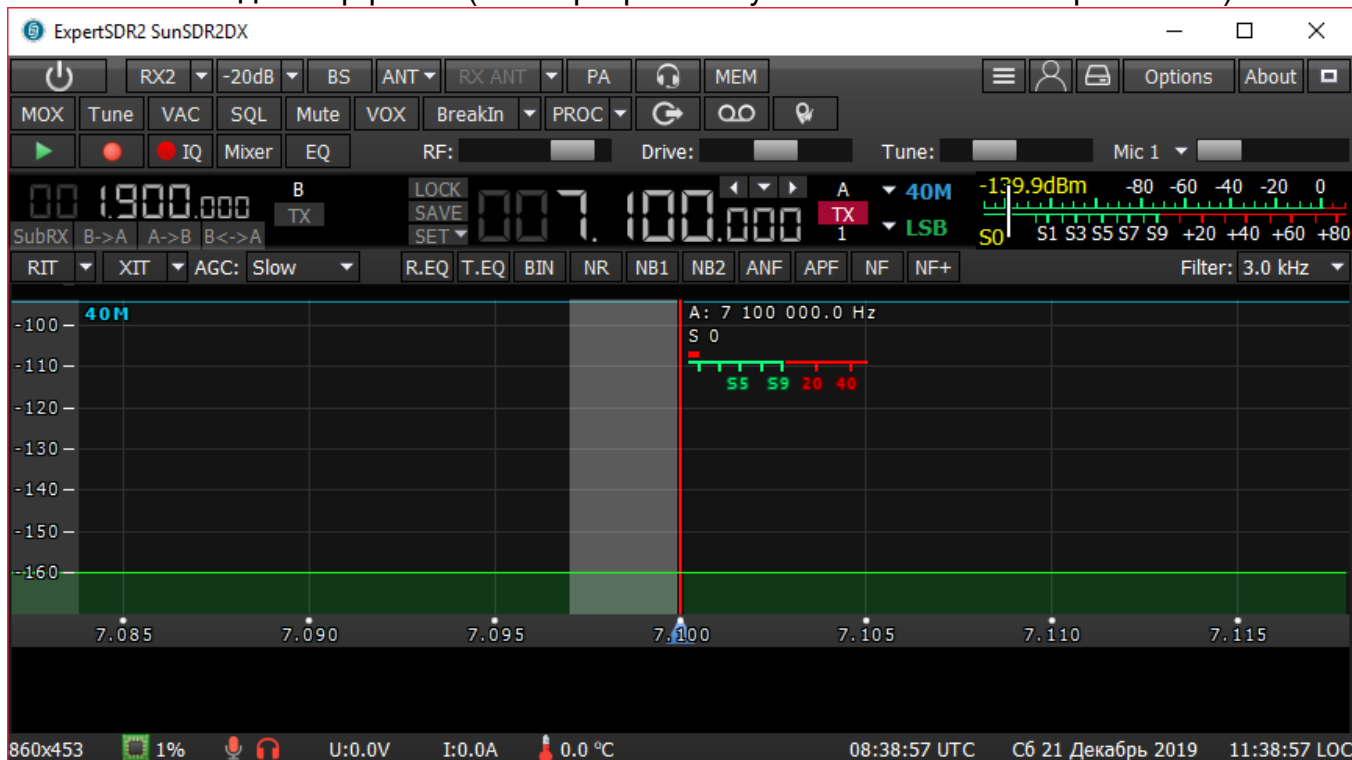 ExpertSDR2 SunSDR2DX
RX2 -20dB BS ANT RX ANT PA MEM Options About
MOX Tune VAC SQL Mute VOX BreakIn PROC
IQ Mixer EQ RF: Drive: Tune: Mic 1
00 1.900.000 B TX LOCK SAVE SET 007.100.000 A TX 1 40M LSB -139.9dBm -80 -60 -40 -20 0
SubRX B->A A->B B<->A S0 S1 S3 S5 S7 S9 +20 +40 +60 +80
RIT XIT AGC: Slow R.EQ T.EQ BIN NR NB1 NB2 ANF APF NF NF+ Filter: 3.0 kHz
40M A: 7 100 000.0 Hz
-100
S 0
-110
S5 S9 20 40
-120
-130
-140
-150
-160
7.085 7.090 7.095 7.100 7.105 7.110 7.115
860x453 1% U:0.0V I:0.0A 0.0 °C 08:38:57 UTC Сб 21 Декабрь 2019 11:38:57 LOC